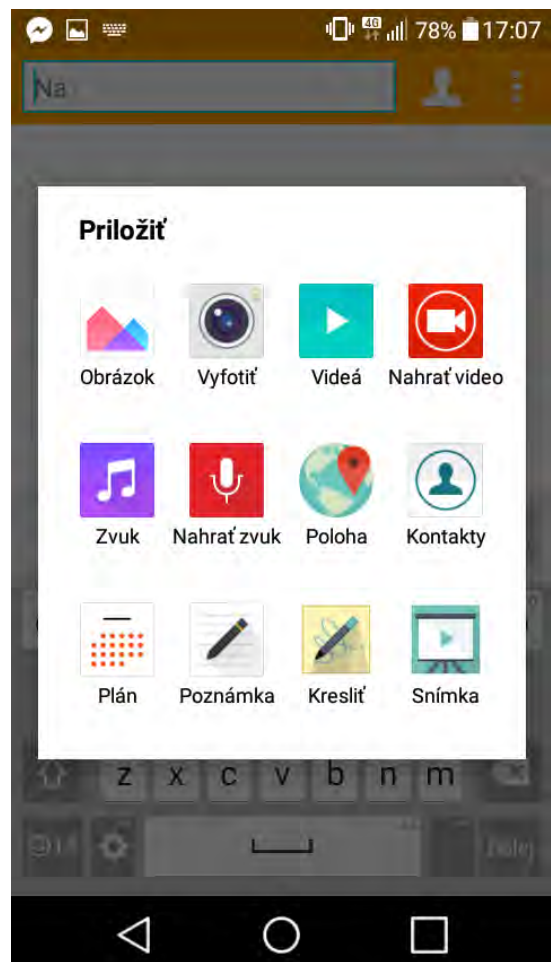 4G 78% 17:07
Na
Priložiť
Obrázok Vyfotiť Videá Nahrať video
Zvuk Nahrať zvuk Poloha Kontakty
Plán Poznámka Kresliť Snímka
z x c v b n m